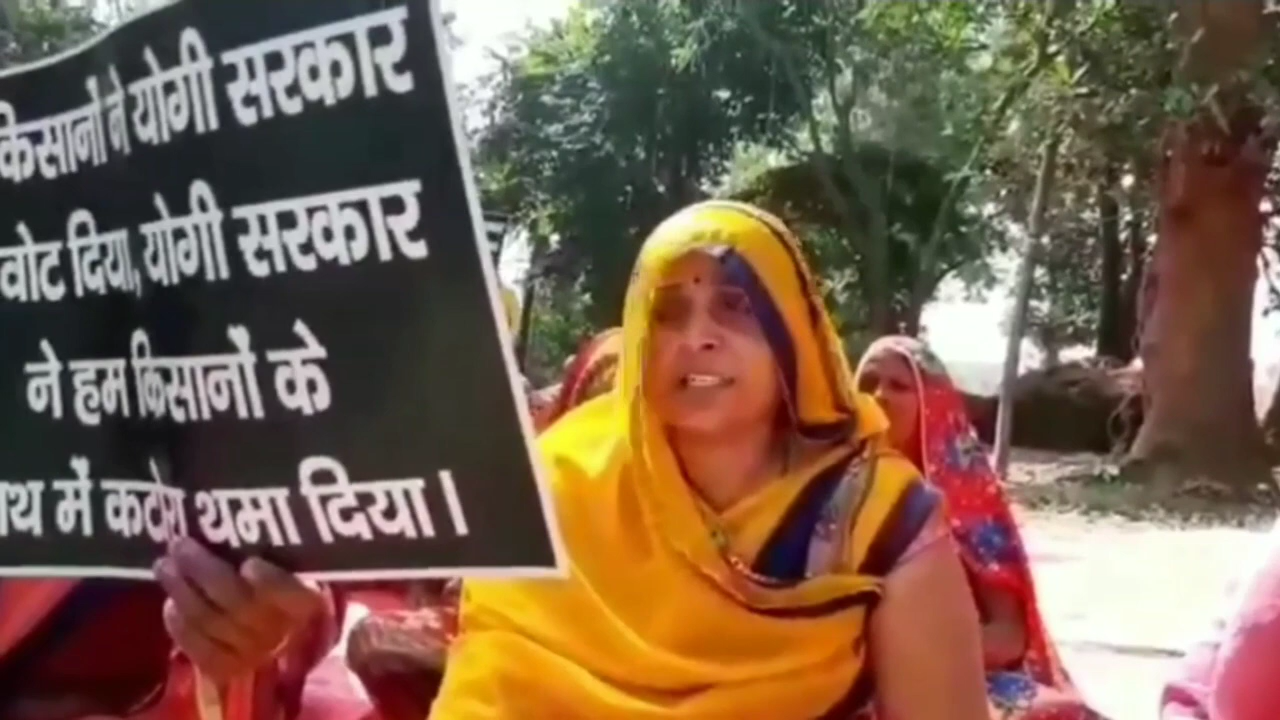 किसानों ने योगी सरकार
वोट दिया, योगी सरकार
ने हम किसानों के
में कटोरा थमा दिया।